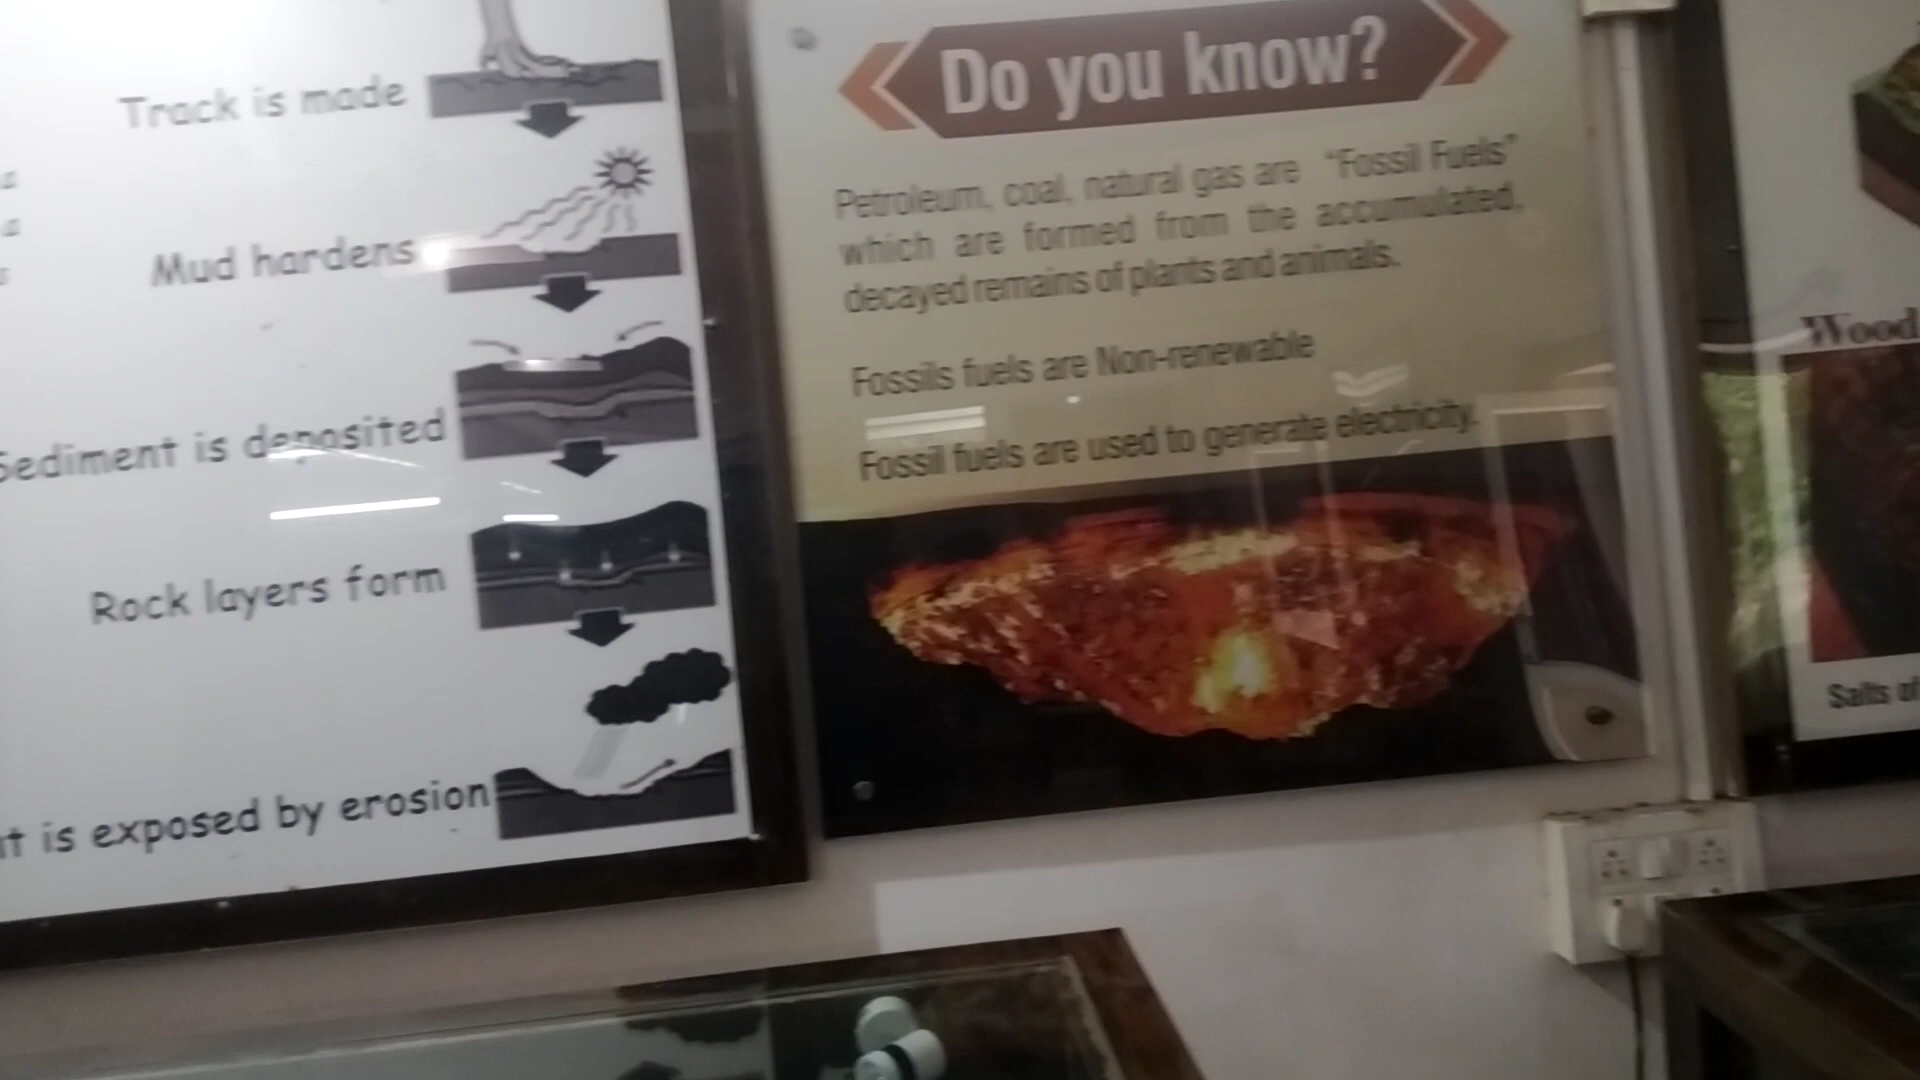 Track is made
Mud hardens
Sediment is deposited
Rock layers form
is exposed by erosion
Do you know?
Petroleum, coal, natural gas are "Fossil Fuels"
which are formed from the accumulated,
decayed remains of plants and animals.
Fossils fuels are Non-renewable
Fossil fuels are used to generate electricity.
Wood
Salts of